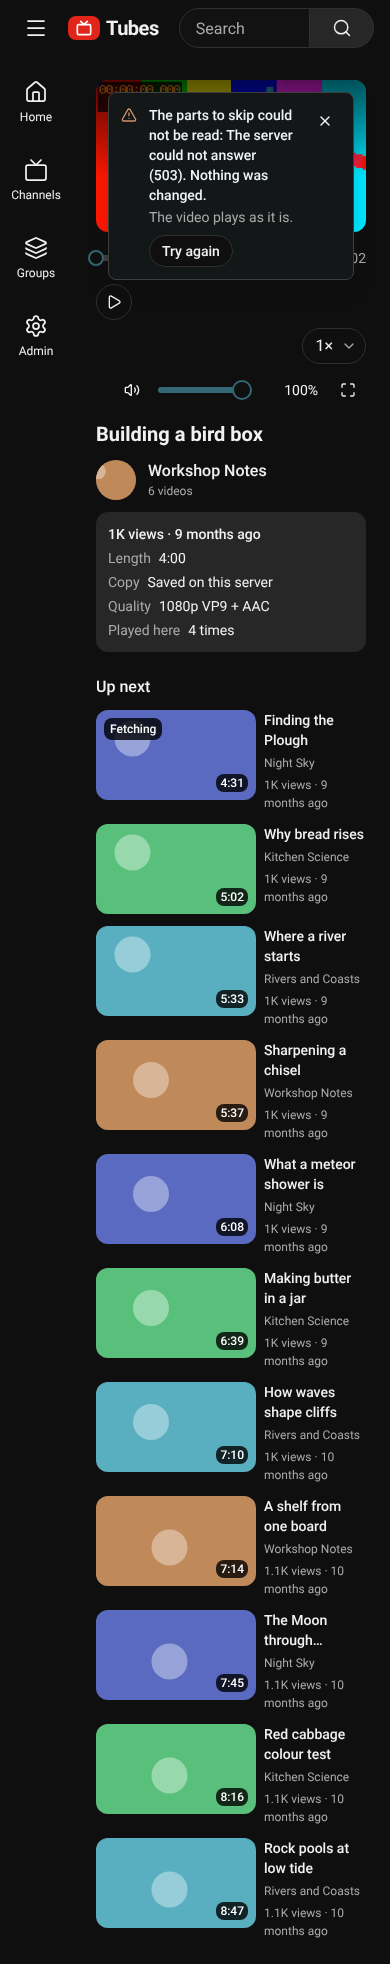 Tubes
Search
Home
Channels
Groups
Admin
00:00:00.000
The parts to skip could
not be read: The server
could not answer
(503). Nothing was
changed.
The video plays as it is.
Try again
1×
100%
Building a bird box
Workshop Notes
6 videos
1K views · 9 months ago
Length 4:00
Copy Saved on this server
Quality 1080p VP9 + AAC
Played here 4 times
Up next
Fetching
4:31
Finding the
Plough
Night Sky
1K views · 9
months ago
5:02
Why bread rises
Kitchen Science
1K views · 9
months ago
5:33
Where a river
starts
Rivers and Coasts
1K views · 9
months ago
5:37
Sharpening a
chisel
Workshop Notes
1K views · 9
months ago
6:08
What a meteor
shower is
Night Sky
1K views · 9
months ago
6:39
Making butter
in a jar
Kitchen Science
1K views · 9
months ago
7:10
How waves
shape cliffs
Rivers and Coasts
1K views · 10
months ago
7:14
A shelf from
one board
Workshop Notes
1.1K views · 10
months ago
7:45
The Moon
through…
Night Sky
1.1K views · 10
months ago
8:16
Red cabbage
colour test
Kitchen Science
1.1K views · 10
months ago
8:47
Rock pools at
low tide
Rivers and Coasts
1.1K views · 10
months ago